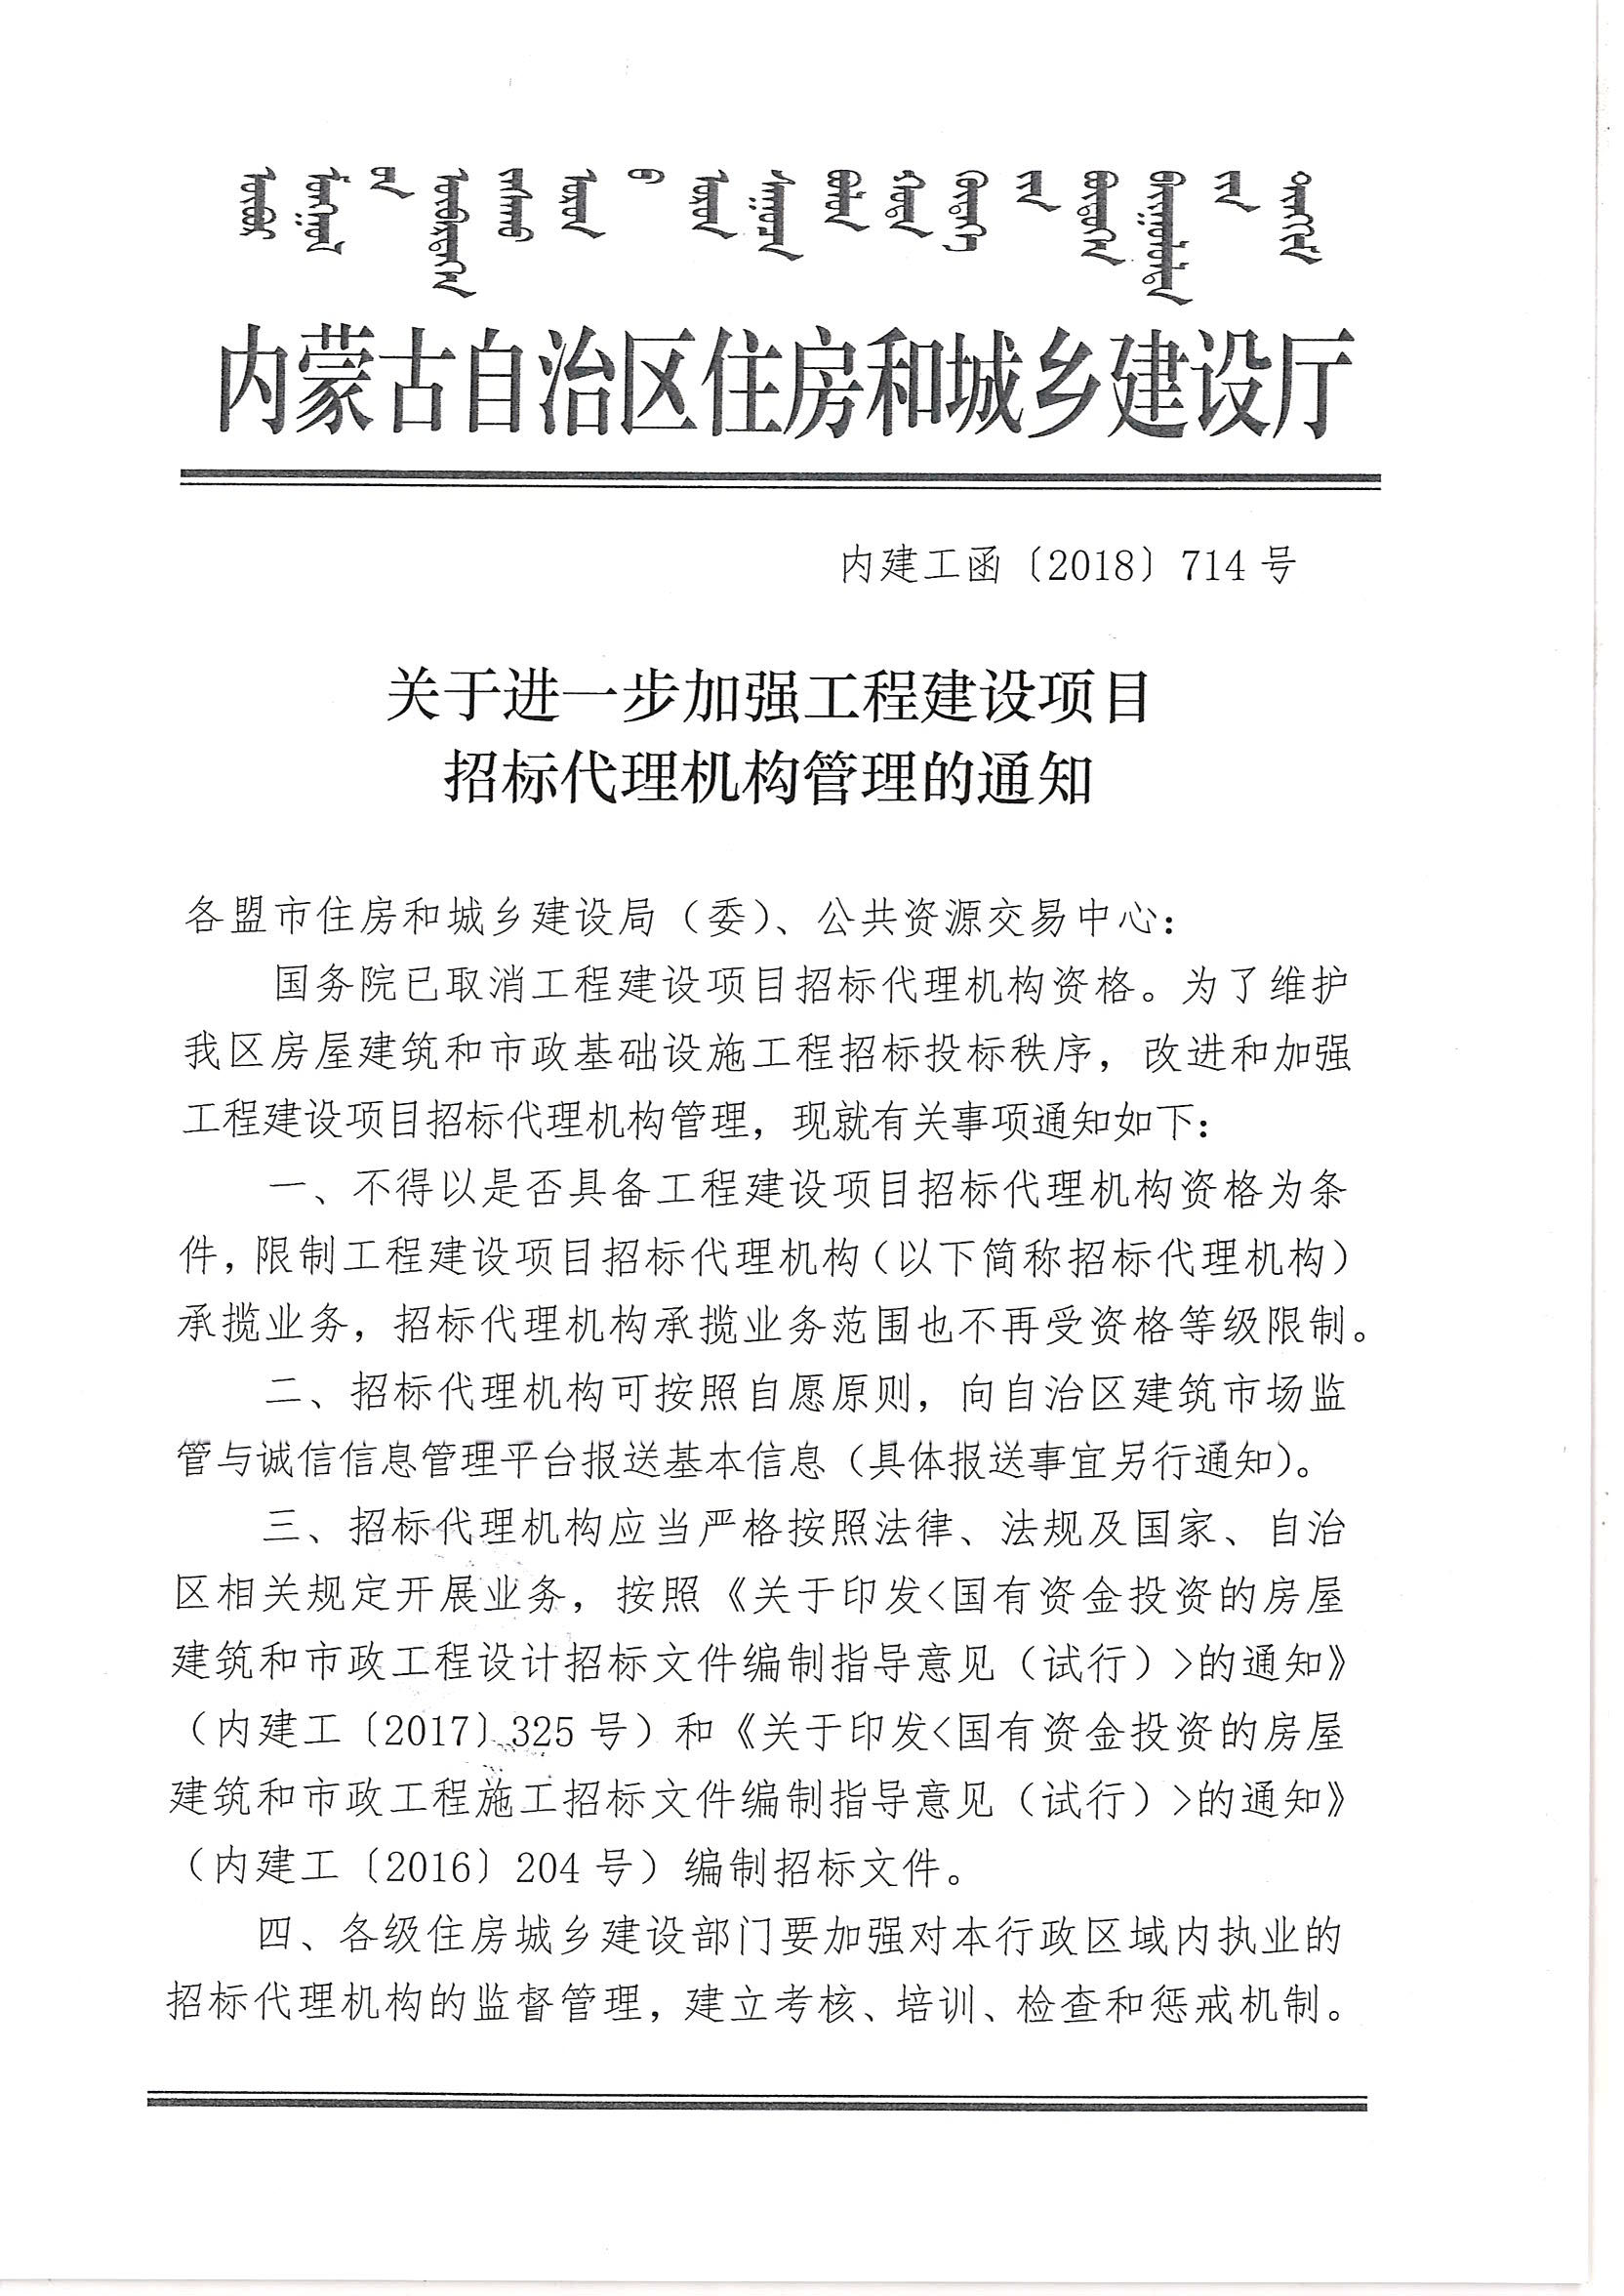 内蒙古自治区住房和城乡建设厅
内建工函〔2018〕714号
关于进一步加强工程建设项目
招标代理机构管理的通知
各盟市住房和城乡建设局（委）、公共资源交易中心：
国务院已取消工程建设项目招标代理机构资格。为了维护
我区房屋建筑和市政基础设施工程招标投标秩序，改进和加强
工程建设项目招标代理机构管理，现就有关事项通知如下：
一、不得以是否具备工程建设项目招标代理机构资格为条
件，限制工程建设项目招标代理机构（以下简称招标代理机构）
承揽业务，招标代理机构承揽业务范围也不再受资格等级限制。
二、招标代理机构可按照自愿原则，向自治区建筑市场监
管与诚信信息管理平台报送基本信息（具体报送事宜另行通知）。
三、招标代理机构应当严格按照法律、法规及国家、自治
区相关规定开展业务，按照《关于印发<国有资金投资的房屋
建筑和市政工程设计招标文件编制指导意见（试行）>的通知》
（内建工〔2017〕325号）和《关于印发<国有资金投资的房屋
建筑和市政工程施工招标文件编制指导意见（试行）>的通知》
（内建工〔2016〕204号）编制招标文件。
四、各级住房城乡建设部门要加强对本行政区域内执业的
招标代理机构的监督管理，建立考核、培训、检查和惩戒机制。